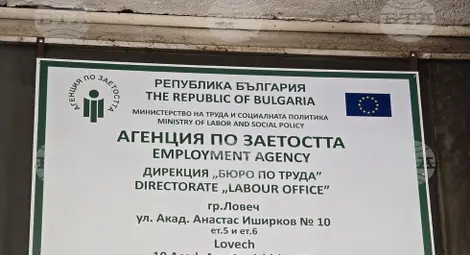 АГЕНЦИЯ ПО ЗАЕТОСТТА
РЕПУБЛИКА БЪЛГАРИЯ
THE REPUBLIC OF BULGARIA
МИНИСТЕРСТВО НА ТРУДА И СОЦИАЛНАТА ПОЛИТИКА
MINISTRY OF LABOR AND SOCIAL POLICY
АГЕНЦИЯ ПО ЗАЕТОСТТА
EMPLOYMENT AGENCY
ДИРЕКЦИЯ „БЮРО ПО ТРУДА”
DIRECTORATE „LABOUR OFFICE”
гр.Ловеч
ул. Акад. Анастас Иширков № 10
ет.5 и ет.6
Lovech